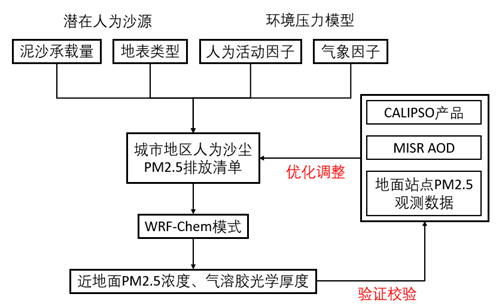 潜在人为沙源
环境压力模型
泥沙承载量
地表类型
人为活动因子
气象因子
CALIPSO产品
MISR AOD
地面站点PM2.5
观测数据
城市地区人为沙尘
PM2.5排放清单
优化调整
WRF-Chem模式
近地面PM2.5浓度、气溶胶光学厚度
验证校验